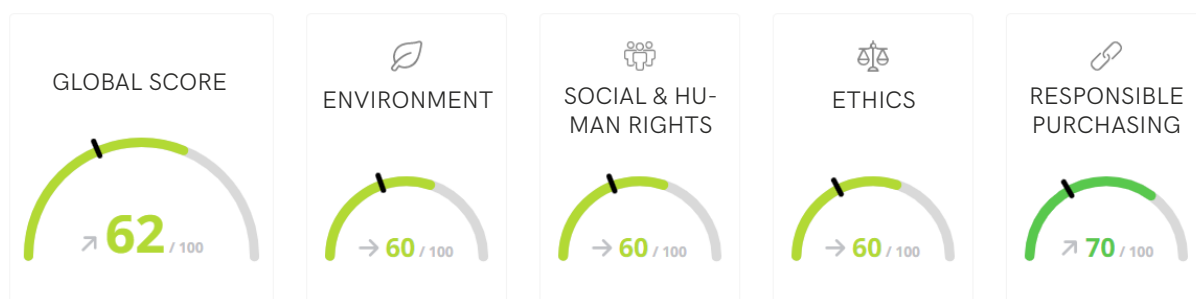 GLOBAL SCORE
62 / 100
ENVIRONMENT
60 / 100
SOCIAL & HU-
MAN RIGHTS
60 / 100
ETHICS
60 / 100
RESPONSIBLE
PURCHASING
70 / 100